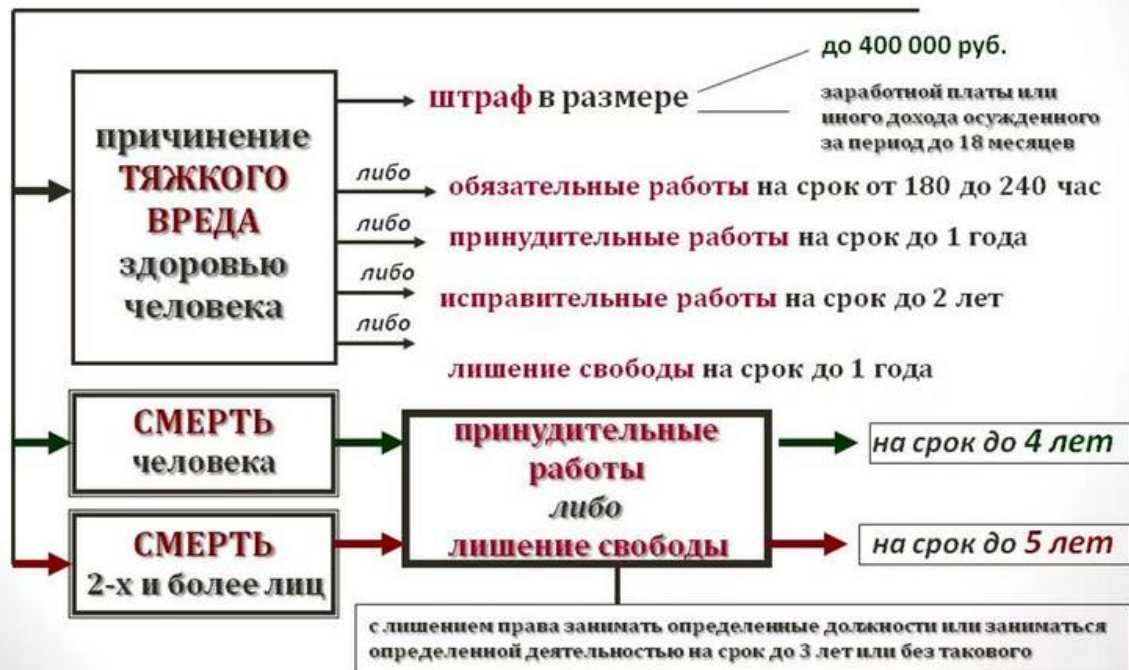 до 400 000 руб.
штраф в размере
заработной платы или
иного дохода осужденного
за период до 18 месяцев
причинение
ТЯЖКОГО
ВРЕДА
здоровью
человека
либо
обязательные работы на срок от 180 до 240 час
либо
принудительные работы на срок до 1 года
либо
исправительные работы на срок до 2 лет
либо
лишение свободы на срок до 1 года
СМЕРТЬ
человека
принудительные
работы
либо
лишение свободы
на срок до 4 лет
СМЕРТЬ
2-х и более лиц
на срок до 5 лет
с лишением права занимать определенные должности или заниматься
определенной деятельностью на срок до 3 лет или без такового